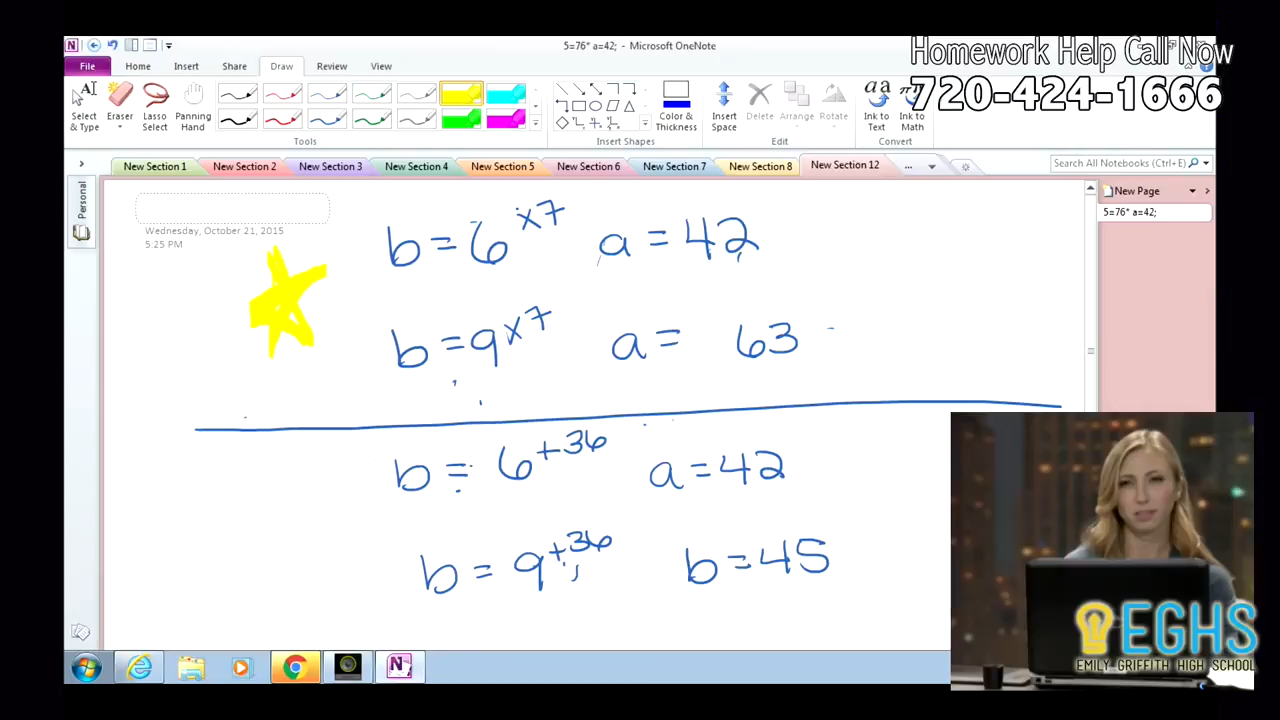 5=76* a=42; - Microsoft OneNote
Homework Help Call Now
720-424-1666
File Home Insert Share Draw Review View
Select & Type Eraser Lasso Select Panning Hand Color & Thickness Insert Space Delete Arrange Rotate Ink to Text Ink to Math
Tools Insert Shapes Edit Convert
New Section 1 New Section 2 New Section 3 New Section 4 New Section 5 New Section 6 New Section 7 New Section 8 New Section 12 ... Search All Notebooks (Ctrl+E)
Personal
New Page
5=76* a=42;
Wednesday, October 21, 2015
5:25 PM
b=6^x7 a=42
b=9^x7 a= 63
b= 6^+36 a=42
b=9^+36 b=45
EGHS
EMILY GRIFFITH HIGH SCHOOL